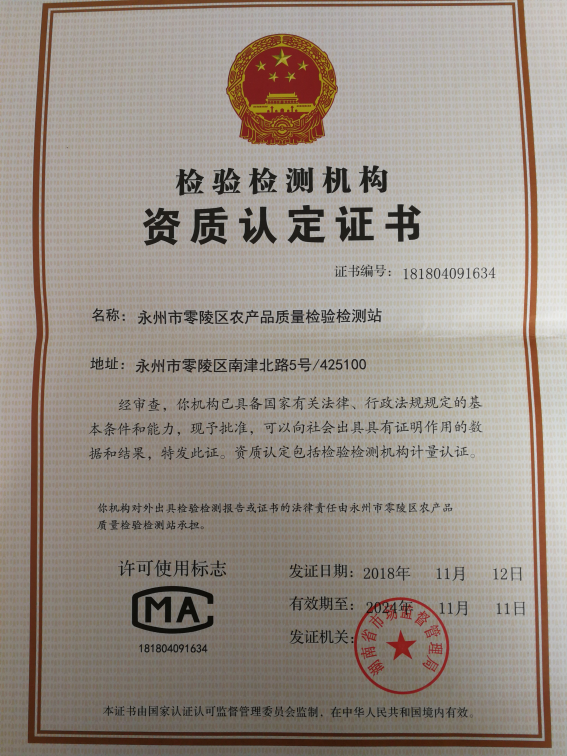 检验检测机构
资质认定证书
证书编号：181804091634
名称：永州市零陵区农产品质量检验检测站
地址：永州市零陵区南津北路5号/425100
经审查，你机构已具备国家有关法律、行政法规规定的基
本条件和能力，现予批准，可以向社会出具具有证明作用的数
据和结果，特发此证。资质认定包括检验检测机构计量认证。
你机构对外出具检验检测报告或证书的法律责任由永州市零陵区农产品
质量检验检测站承担。
许可使用标志
MA
181804091634
发证日期：2018年 11月 12日
有效期至：2024年 11月 11日
发证机关：
湖南省市场监督管理局
本证书由国家认证认可监督管理委员会监制，在中华人民共和国境内有效。